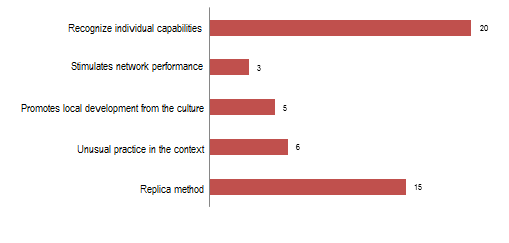 Recognize individual capabilities 20
Stimulates network performance 3
Promotes local development from the culture 5
Unusual practice in the context 6
Replica method 15